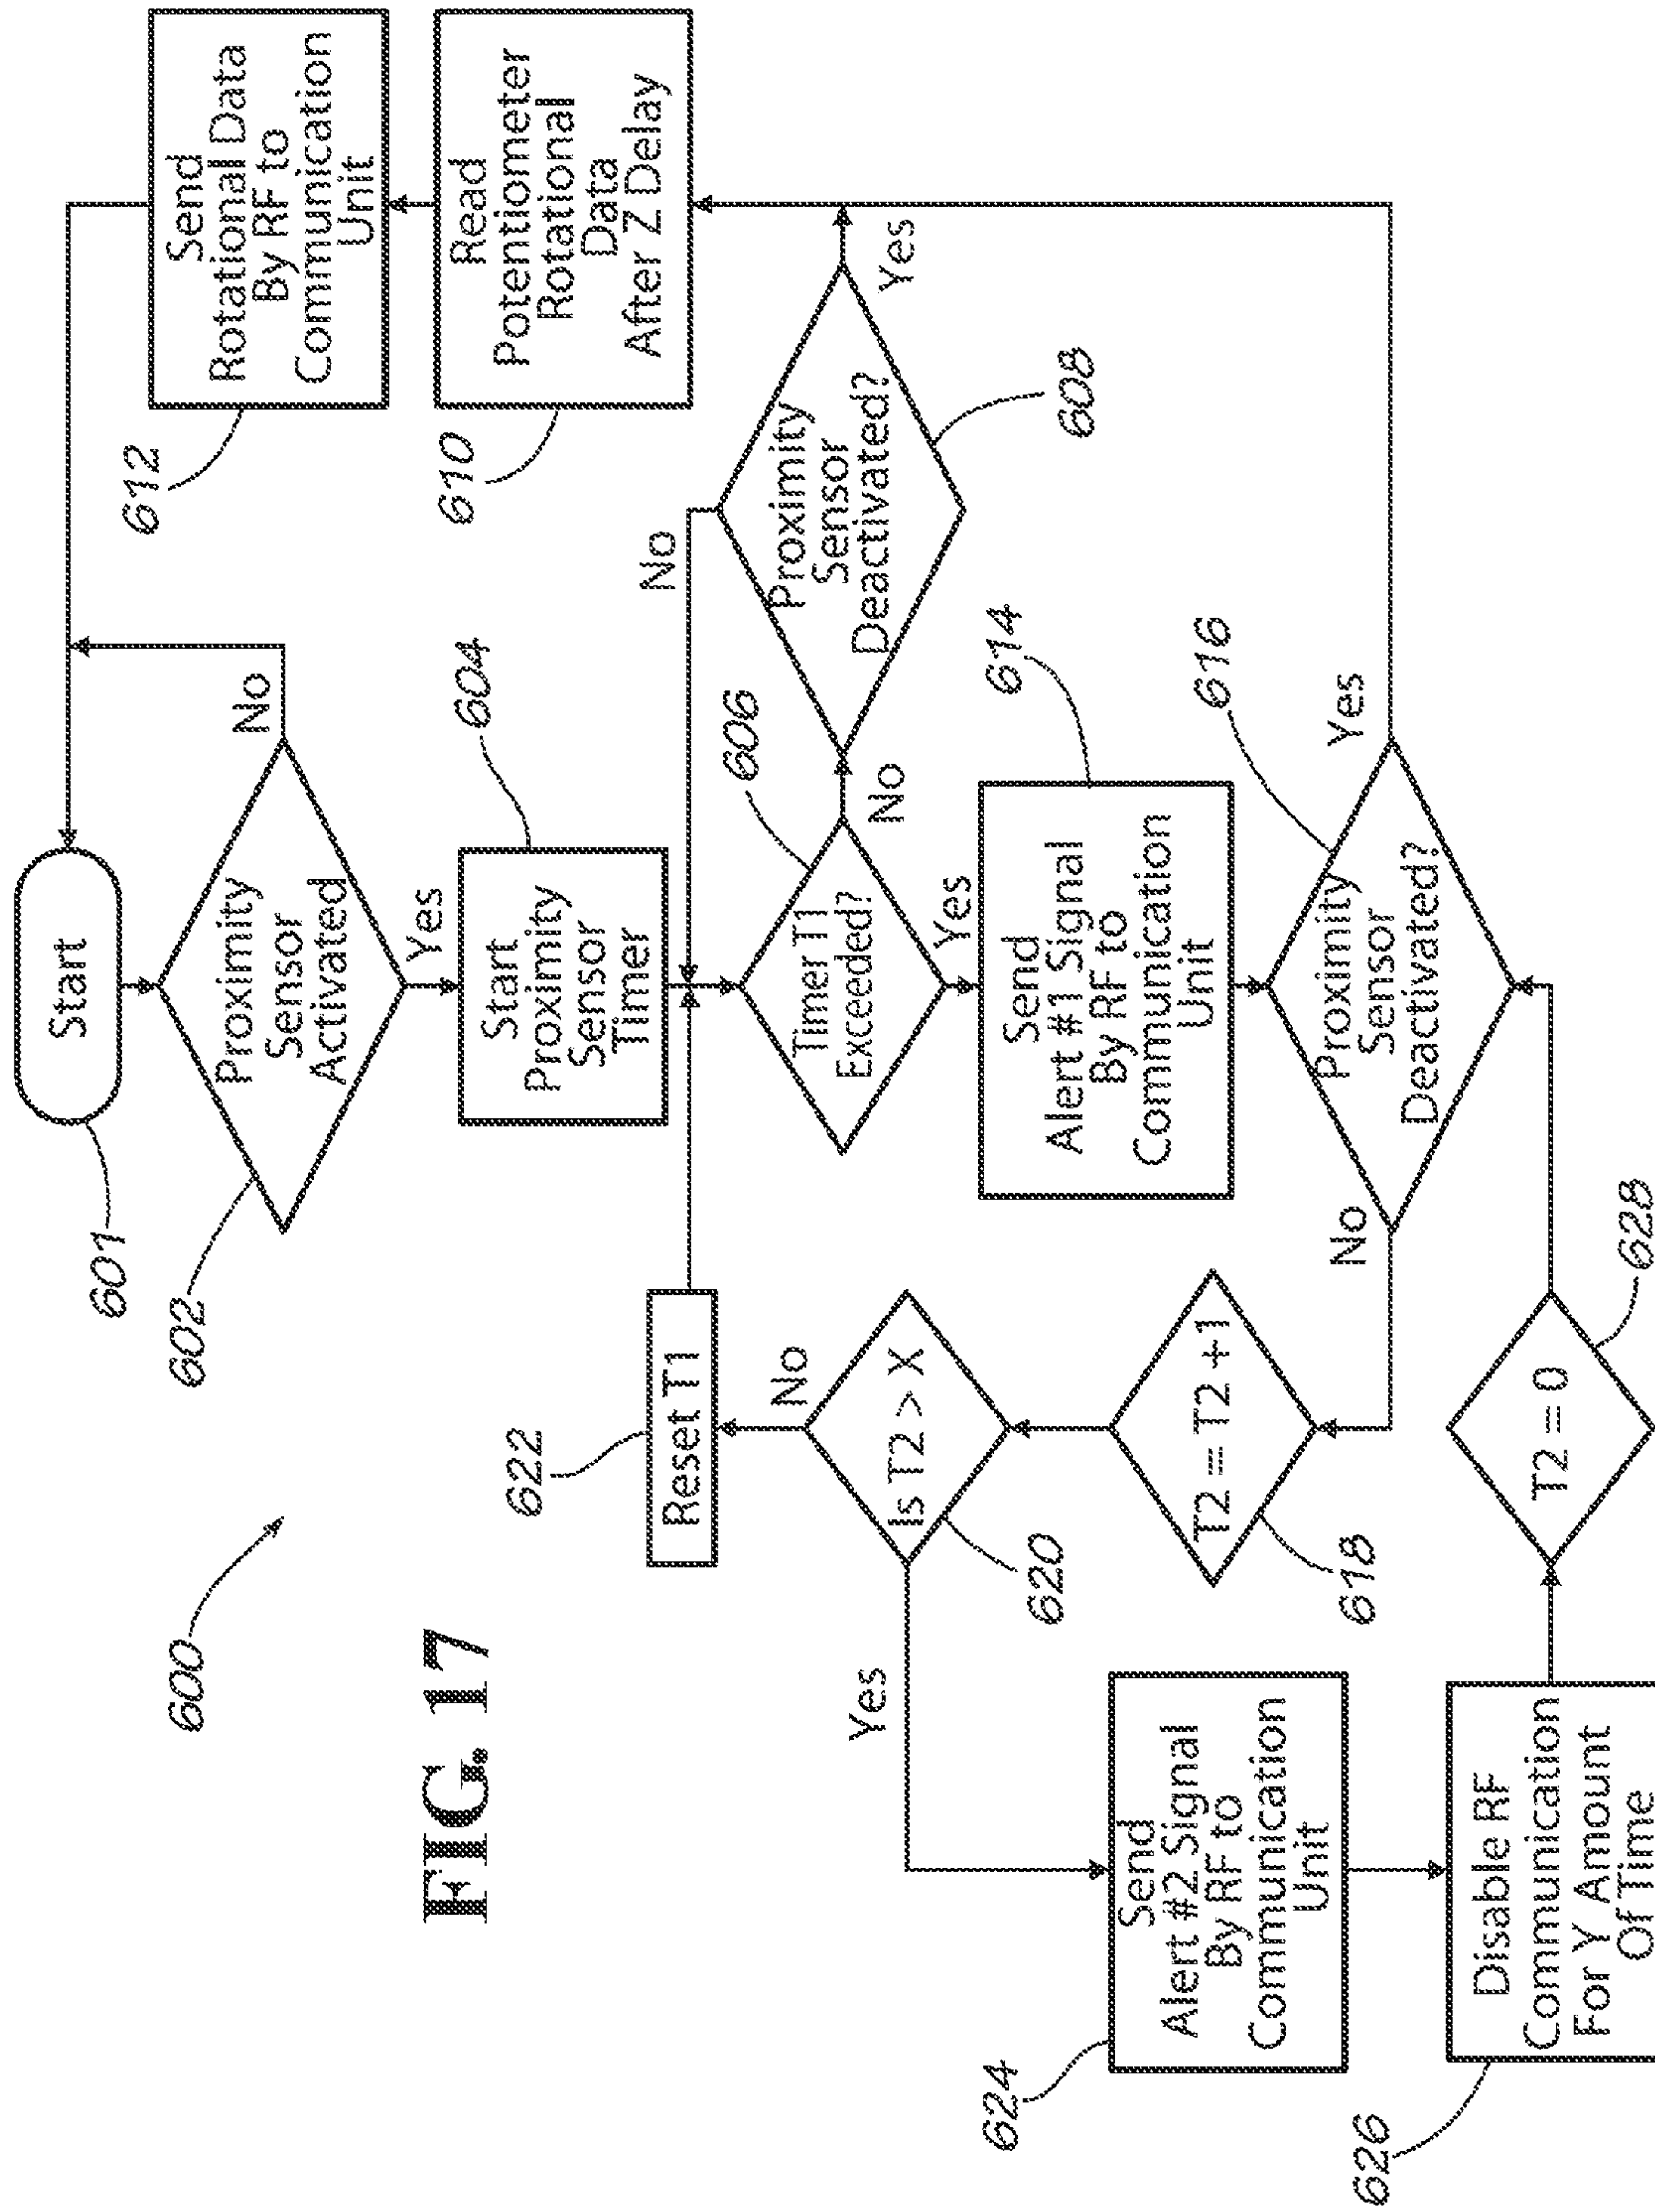 600
FIG. 17
601
Start
602
Proximity
Sensor
Activated
No
Yes
604
Start
Proximity
Sensor
Timer
606
Timer T1
Exceeded?
No
Yes
608
Proximity
Sensor
Deactivated?
No
Yes
610
Read
Potentiometer
Rotational
Data
After Z Delay
612
Send
Rotational Data
By RF to
Communication
Unit
614
Send
Alert #1 Signal
By RF to
Communication
Unit
616
Proximity
Sensor
Deactivated?
Yes
No
618
T2 = T2 +1
620
Is T2 > X
No
Yes
622
Reset T1
624
Send
Alert #2 Signal
By RF to
Communication
Unit
626
Disable RF
Communication
For Y Amount
Of Time
628
T2 = 0